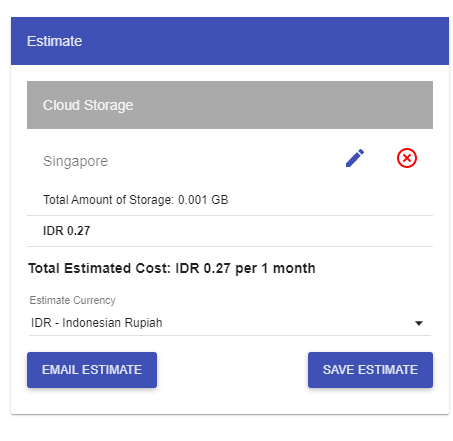 Estimate
Cloud Storage
Singapore
Total Amount of Storage: 0.001 GB
IDR 0.27
Total Estimated Cost: IDR 0.27 per 1 month
Estimate Currency
IDR - Indonesian Rupiah
EMAIL ESTIMATE
SAVE ESTIMATE